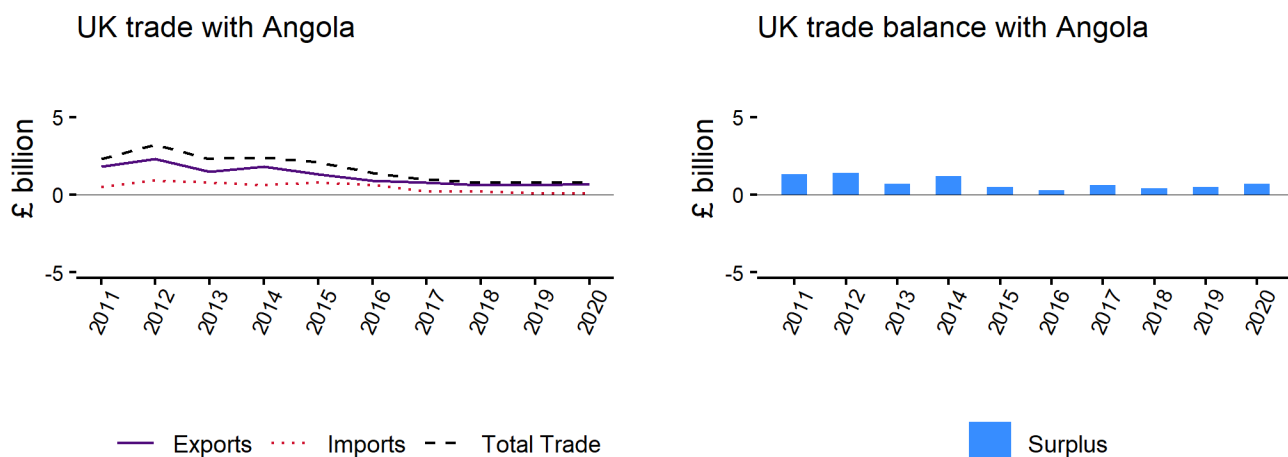 UK trade with Angola
£ billion
5
0
-5
2011 2012 2013 2014 2015 2016 2017 2018 2019 2020
Exports Imports Total Trade
UK trade balance with Angola
£ billion
5
0
-5
2011 2012 2013 2014 2015 2016 2017 2018 2019 2020
Surplus